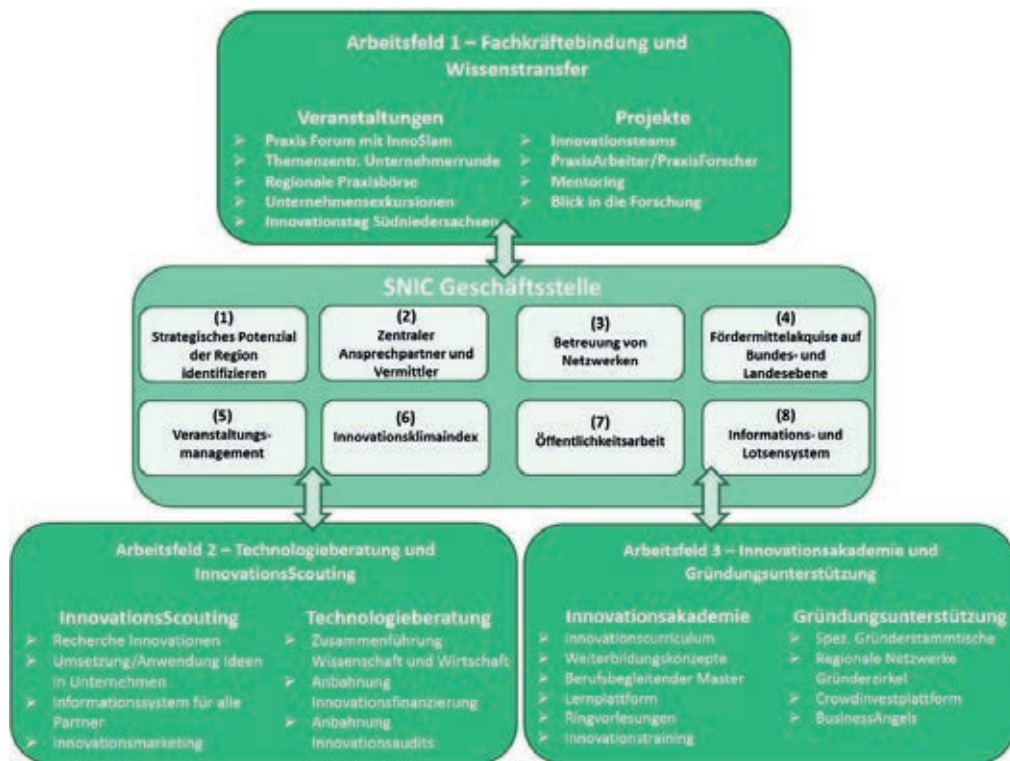 Arbeitsfeld 1 – Fachkräftebindung und
Wissenstransfer
Veranstaltungen
➢ Praxis Forum mit InnoSlam
➢ Themenzentr. Unternehmerrunde
➢ Regionale Praxisbörse
➢ Unternehmensexkursionen
➢ Innovationstag Südniedersachsen
Projekte
➢ Innovationsteams
➢ PraxisArbeiter/PraxisForscher
➢ Mentoring
➢ Blick in die Forschung
SNIC Geschäftsstelle
(1)
Strategisches Potenzial
der Region
identifizieren
(2)
Zentraler
Ansprechpartner und
Vermittler
(3)
Betreuung von
Netzwerken
(4)
Fördermittelakquise auf
Bundes- und
Landesebene
(5)
Veranstaltungs-
management
(6)
Innovationsklimaindex
(7)
Öffentlichkeitsarbeit
(8)
Informations- und
Lotsensystem
Arbeitsfeld 2 – Technologieberatung und
InnovationsScouting
InnovationsScouting
➢ Recherche Innovationen
➢ Umsetzung/Anwendung Ideen
in Unternehmen
➢ Informationssystem für alle
Partner
➢ Innovationsmarketing
Technologieberatung
➢ Zusammenführung
Wissenschaft und Wirtschaft
➢ Anbahnung
Innovationsfinanzierung
➢ Anbahnung
Innovationsaudits
Arbeitsfeld 3 – Innovationsakademie und
Gründungsunterstützung
Innovationsakademie
➢ Innovationscurriculum
➢ Weiterbildungskonzepte
➢ Berufsbegleitender Master
➢ Lernplattform
➢ Ringvorlesungen
➢ Innovationstraining
Gründungsunterstützung
➢ Spez. Gründerstammtische
➢ Regionale Netzwerke
Gründerzirkel
➢ Crowdinvestplattform
➢ BusinessAngels